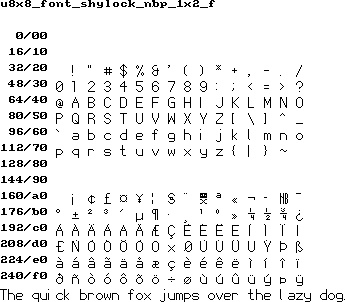 u8x8_font_shylock_nbp_1x2_f
0/00
16/10
32/20 ! " # $ % & ' ( ) * + , - . /
48/30 0 1 2 3 4 5 6 7 8 9 : ; < = > ?
64/40 @ A B C D E F G H I J K L M N O
80/50 P Q R S T U V W X Y Z [ \ ] ^ _
96/60 ` a b c d e f g h i j k l m n o
112/70 p q r s t u v w x y z { | } ~
128/80
144/90
160/a0 ¡ ¢ £ ¤ ¥ ¦ § ¨ ª « ¬ - ¯
176/b0 ° ± ² ³ ´ µ ¶ · ¸ ¹ º » ¼ ½ ¾ ¿
192/c0 À Á Â Ã Ä Å Æ Ç È É Ê Ë Ì Í Î Ï
208/d0 Ð Ñ Ò Ó Ô Õ Ö × Ø Ù Ú Û Ü Ý Þ ß
224/e0 à á â ã ä å æ ç è é ê ë ì í î ï
240/f0 ð ñ ò ó ô õ ö ÷ ø ù ú û ü ý þ ÿ
The quick brown fox jumps over the lazy dog.